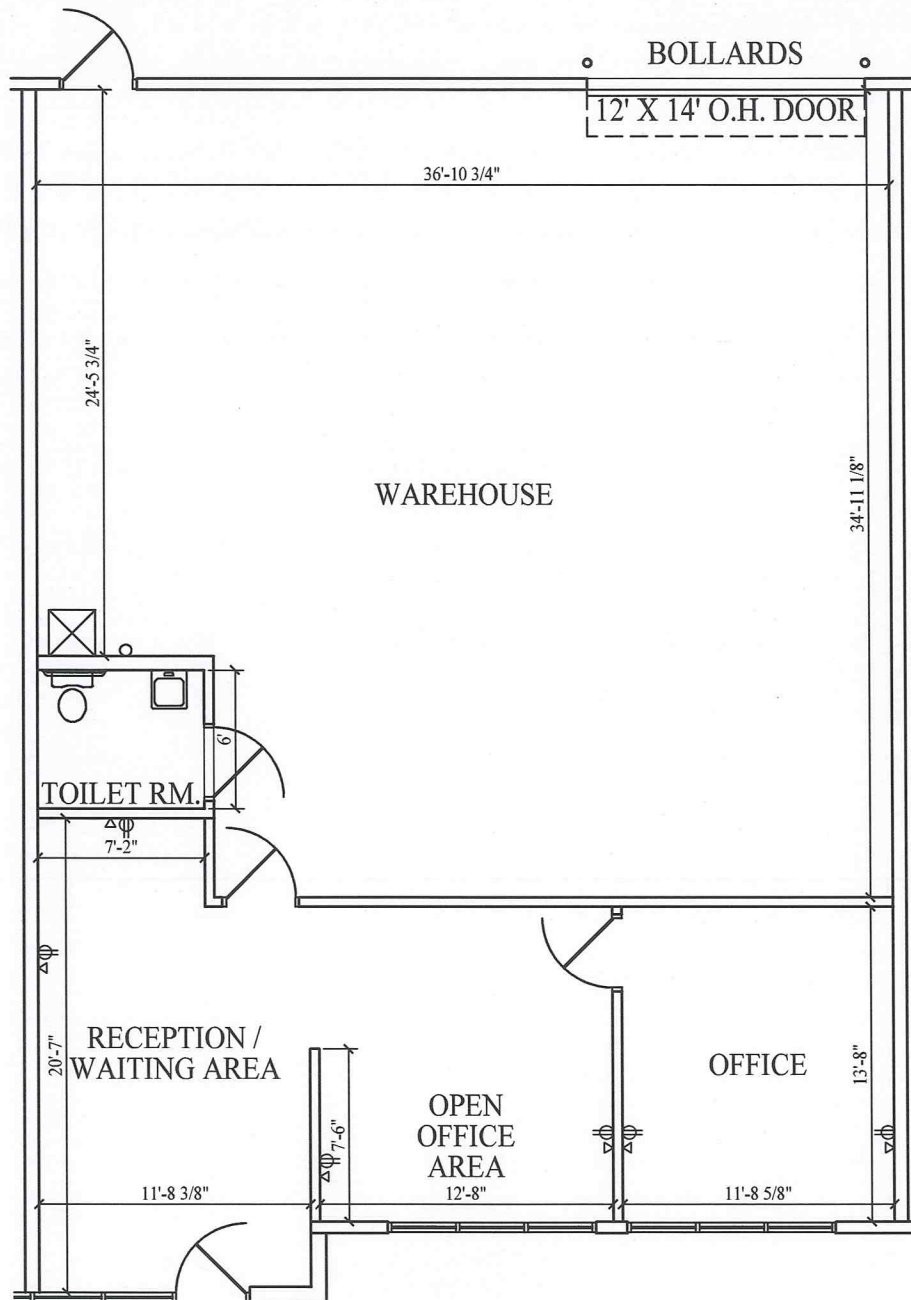 BOLLARDS
12' X 14' O.H. DOOR
36'-10 3/4"
24'-5 3/4"
WAREHOUSE
34'-11 1/8"
6'
TOILET RM.
7'-2"
20'-7"
RECEPTION /
WAITING AREA
OFFICE
13'-8"
OPEN
OFFICE
AREA
7'-6"
11'-8 3/8"
12'-8"
11'-8 5/8"